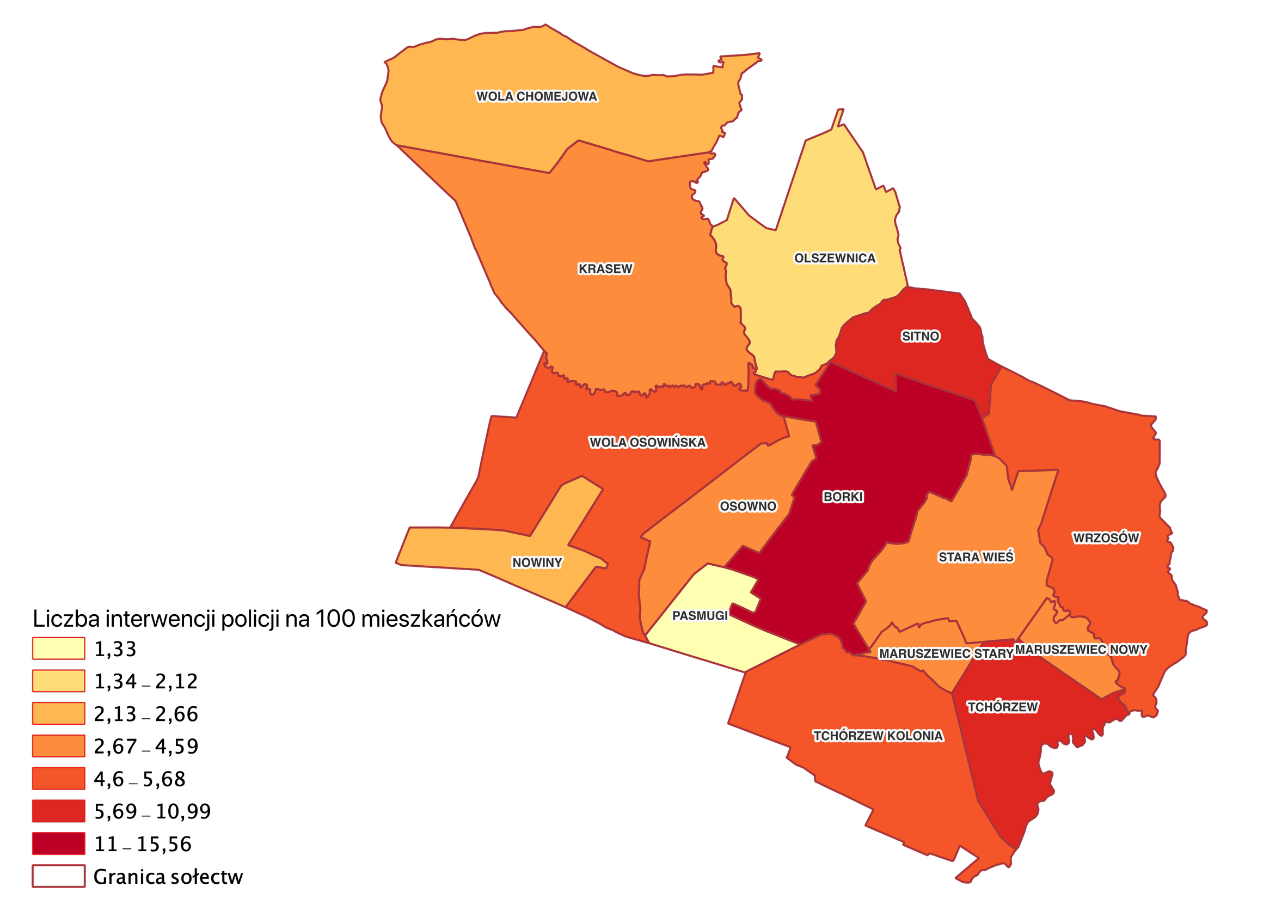 WOLA CHOMEJOWA
OLSZEWNICA
KRASEW
SITNO
WOLA OSOWIŃSKA
BORKI
OSOWNO
WRZOSÓW
STARA WIEŚ
NOWINY
PASMUGI
MARUSZEWIEC STARY
MARUSZEWIEC NOWY
TCHÓRZEW
TCHÓRZEW KOLONIA
Liczba interwencji policji na 100 mieszkańców
1,33
1,34 – 2,12
2,13 – 2,66
2,67 – 4,59
4,6 – 5,68
5,69 – 10,99
11 – 15,56
Granica sołectw